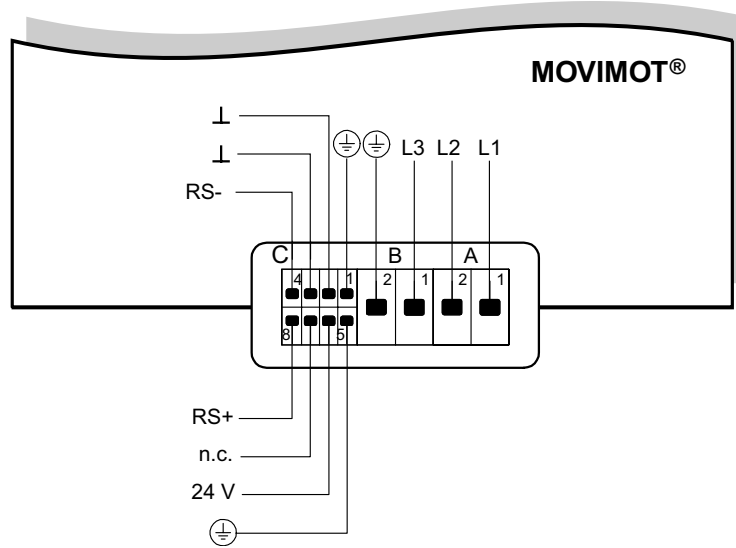 MOVIMOT®
⊥
⊥
L3 L2 L1
RS-
C B A
4 1 2 1 2 1
8 5
RS+
n.c.
24 V